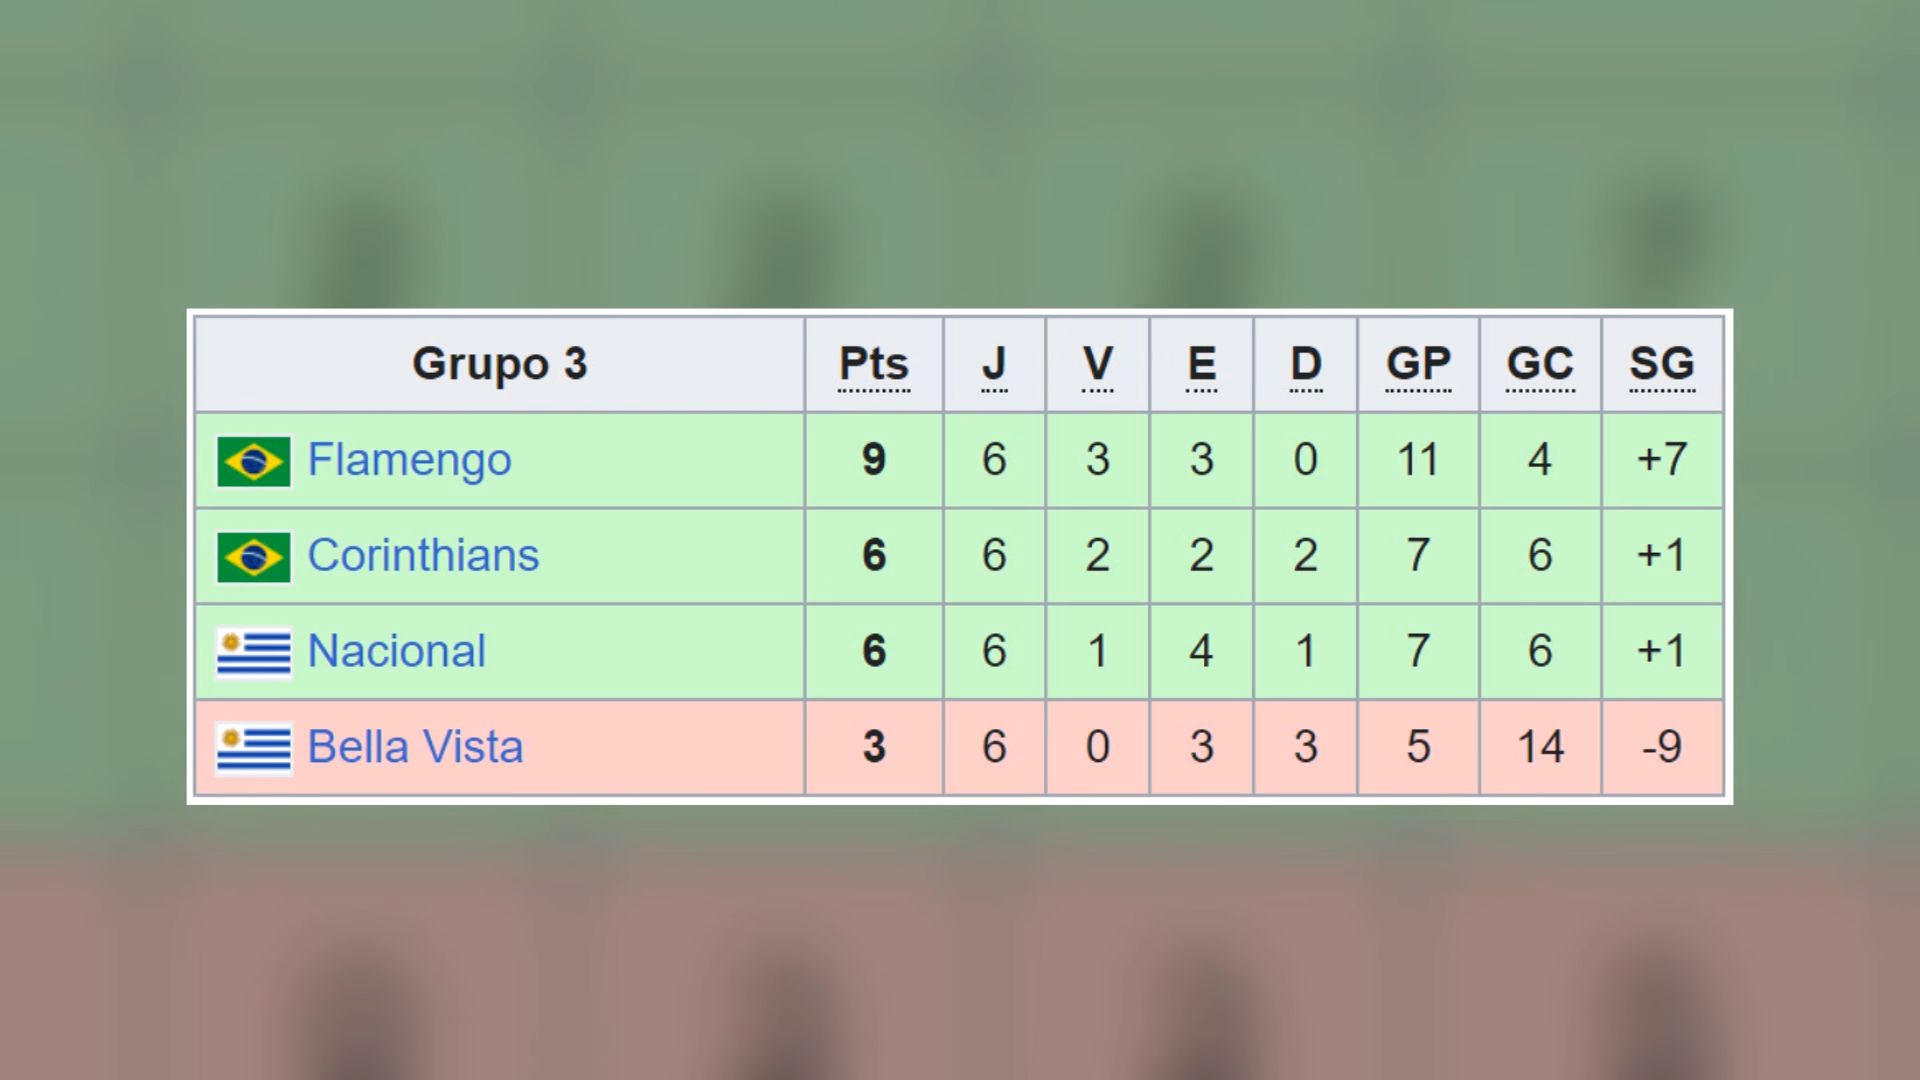 Grupo 3 Pts J V E D GP GC SG
Flamengo 9 6 3 3 0 11 4 +7
Corinthians 6 6 2 2 2 7 6 +1
Nacional 6 6 1 4 1 7 6 +1
Bella Vista 3 6 0 3 3 5 14 -9